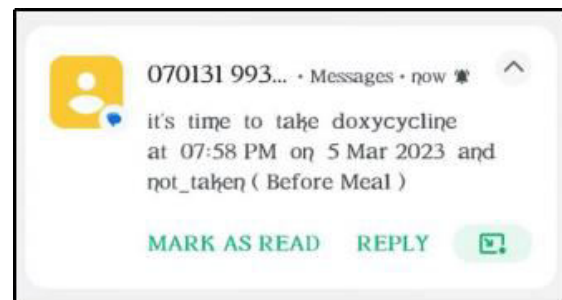 070131 993... • Messages • now
it's time to take doxycycline
at 07:58 PM on 5 Mar 2023 and
not_taken ( Before Meal )
MARK AS READ REPLY